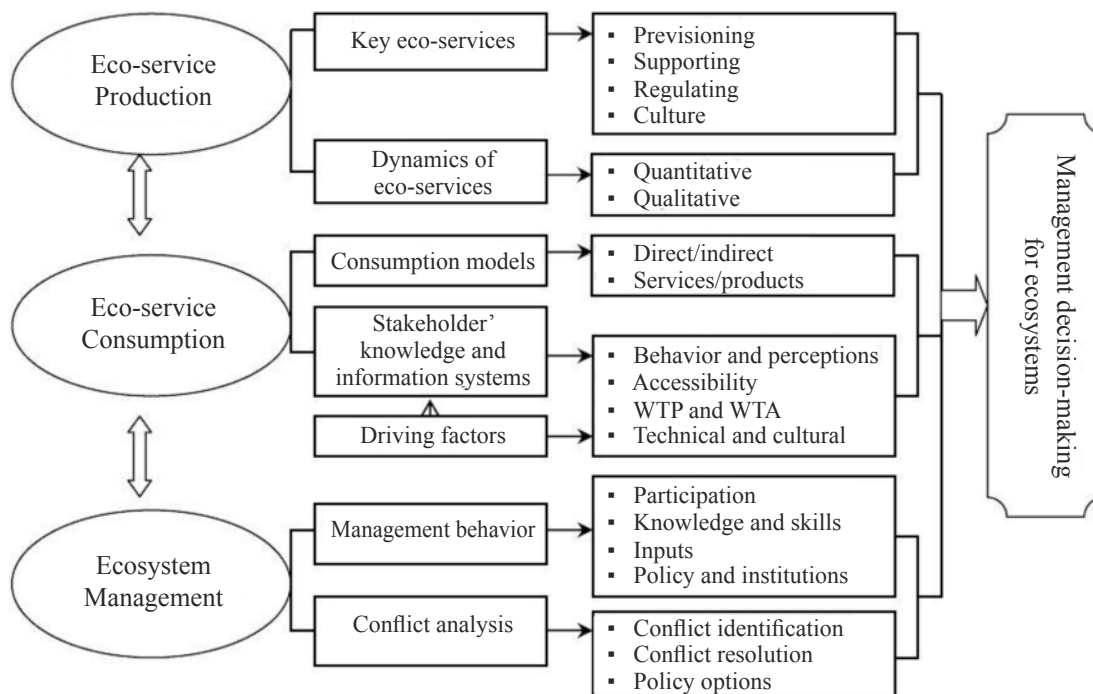 Eco-service
Production
Key eco-services
▪ Previsioning
▪ Supporting
▪ Regulating
▪ Culture
Dynamics of
eco-services
▪ Quantitative
▪ Qualitative
Eco-service
Consumption
Consumption models
▪ Direct/indirect
▪ Services/products
Stakeholder’
knowledge and
information systems
Driving factors
▪ Behavior and perceptions
▪ Accessibility
▪ WTP and WTA
▪ Technical and cultural
Ecosystem
Management
Management behavior
▪ Participation
▪ Knowledge and skills
▪ Inputs
▪ Policy and institutions
Conflict analysis
▪ Conflict identification
▪ Conflict resolution
▪ Policy options
Management decision-making
for ecosystems